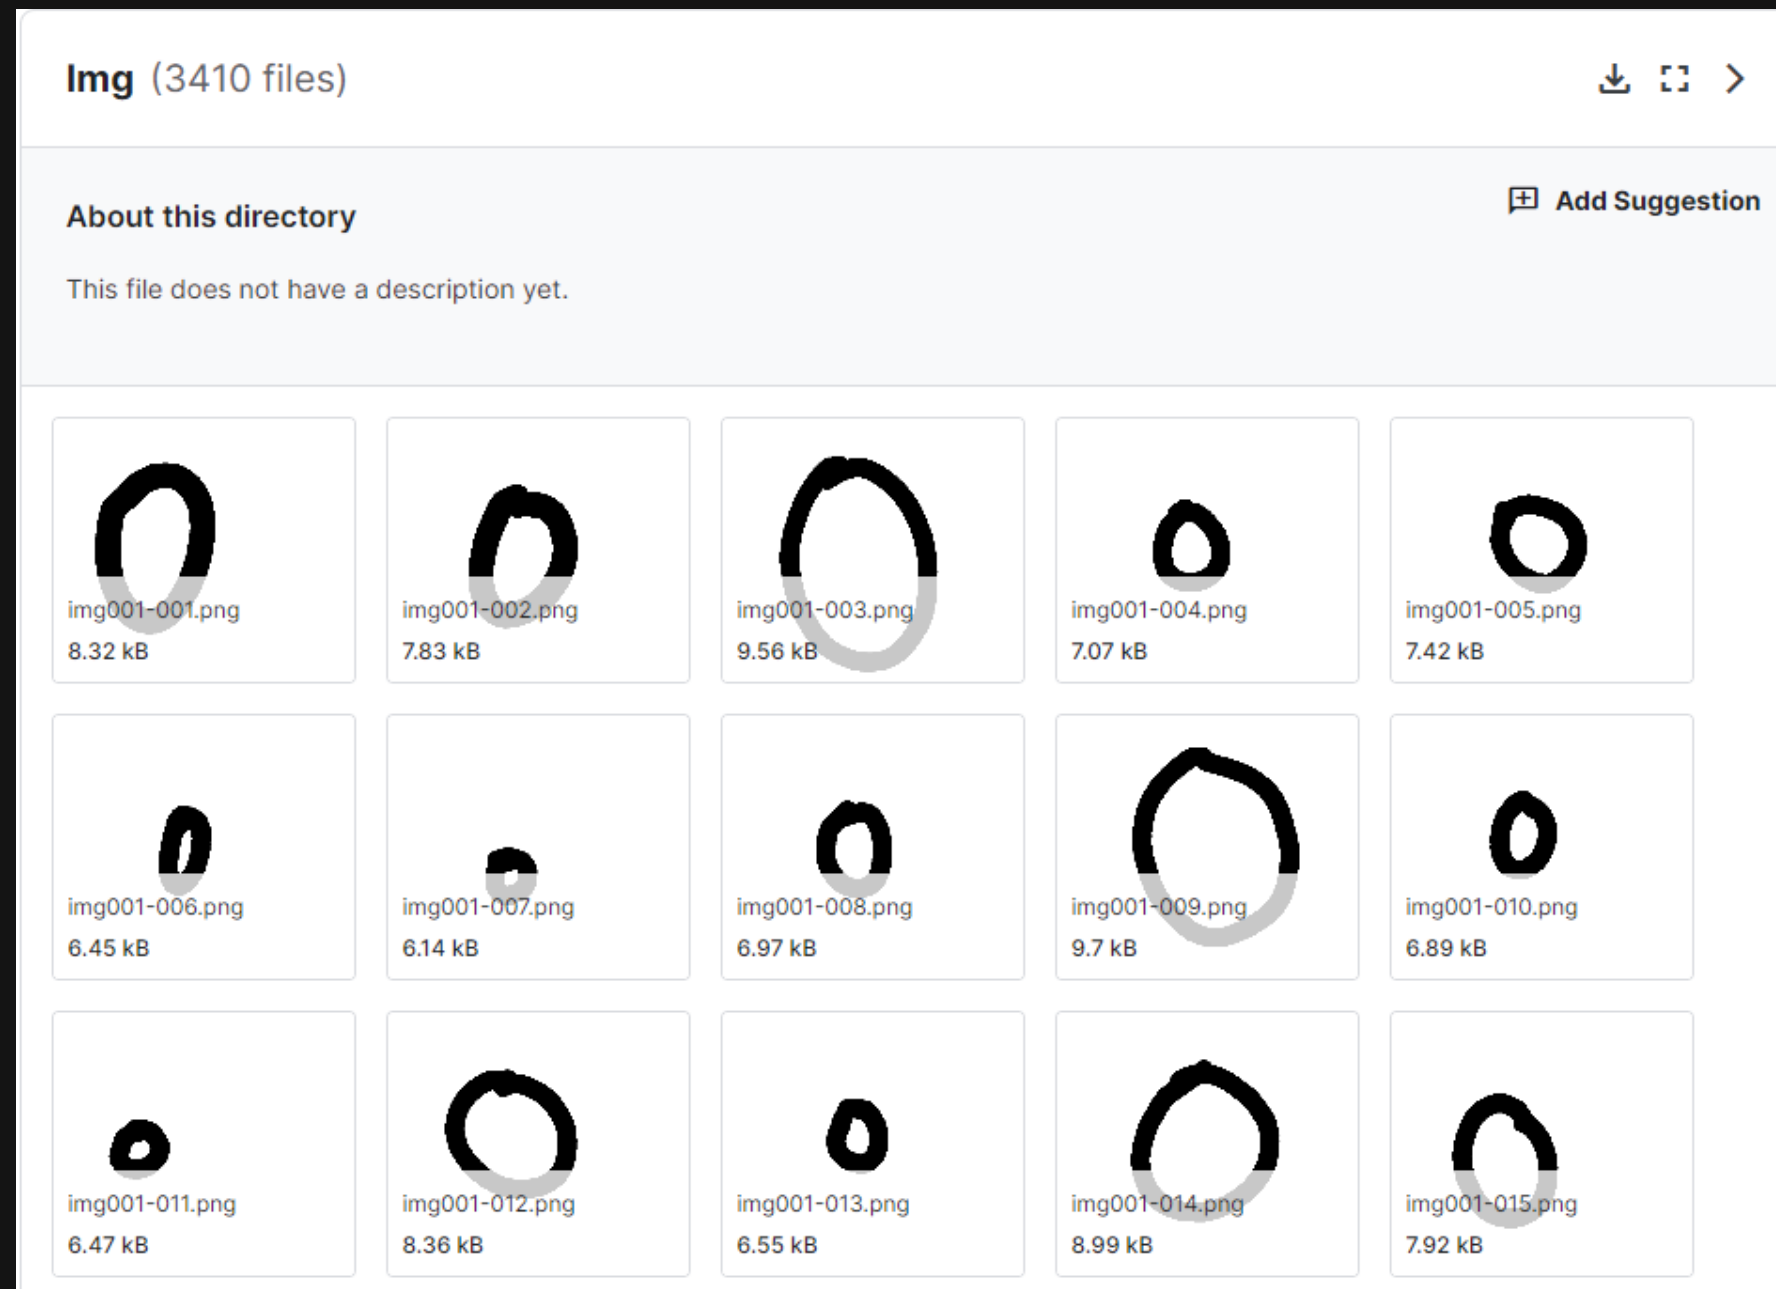 Img (3410 files)
Add Suggestion
About this directory
This file does not have a description yet.
img001-001.png
8.32 kB
img001-002.png
7.83 kB
img001-003.png
9.56 kB
img001-004.png
7.07 kB
img001-005.png
7.42 kB
img001-006.png
6.45 kB
img001-007.png
6.14 kB
img001-008.png
6.97 kB
img001-009.png
9.7 kB
img001-010.png
6.89 kB
img001-011.png
6.47 kB
img001-012.png
8.36 kB
img001-013.png
6.55 kB
img001-014.png
8.99 kB
img001-015.png
7.92 kB